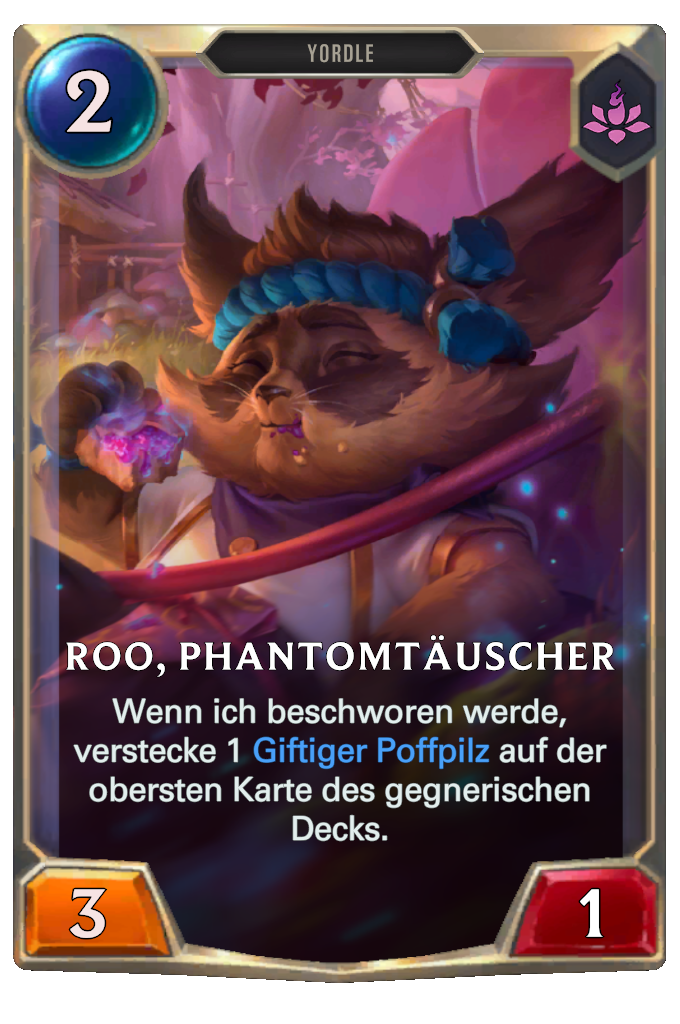 2
YORDLE
ROO, PHANTOMTÄUSCHER
Wenn ich beschworen werde,
verstecke 1 Giftiger Poffpilz auf der
obersten Karte des gegnerischen
Decks.
3
1